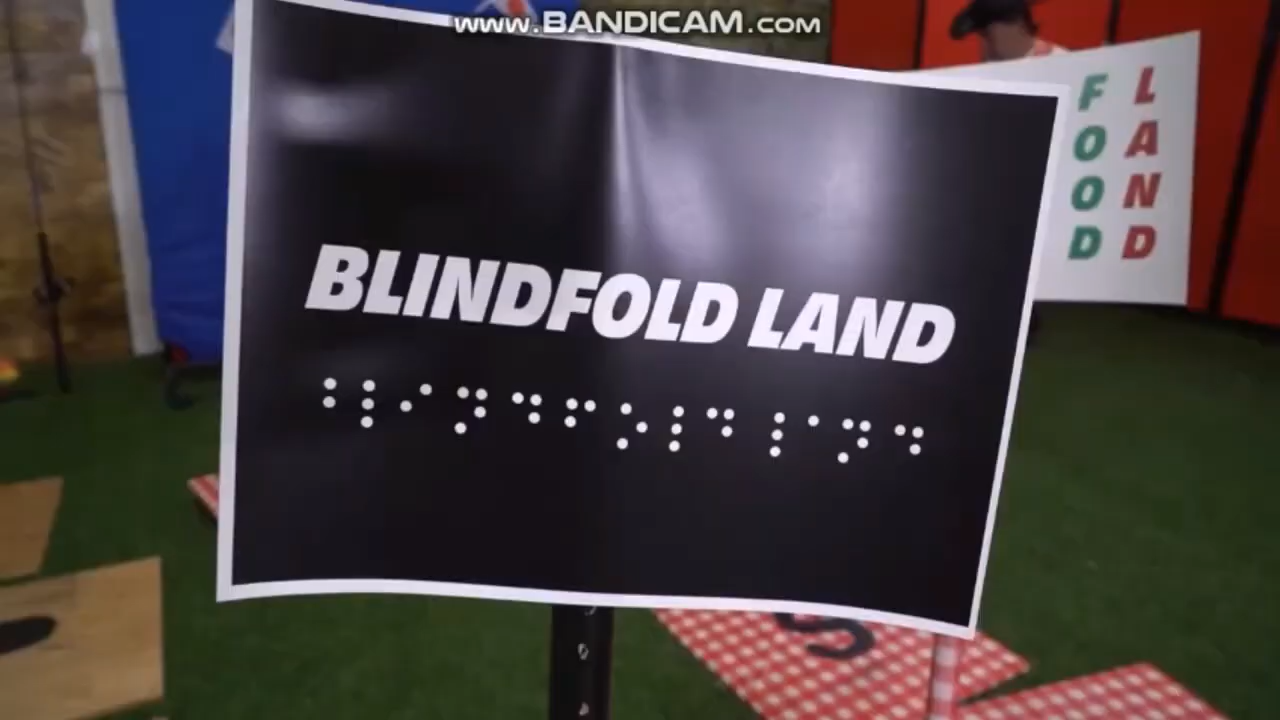 www.BANDICAM.com
BLINDFOLD LAND
⠃⠇⠊⠝⠙⠋⠕⠇⠙ ⠇⠁⠝⠙
FOOD
LAND